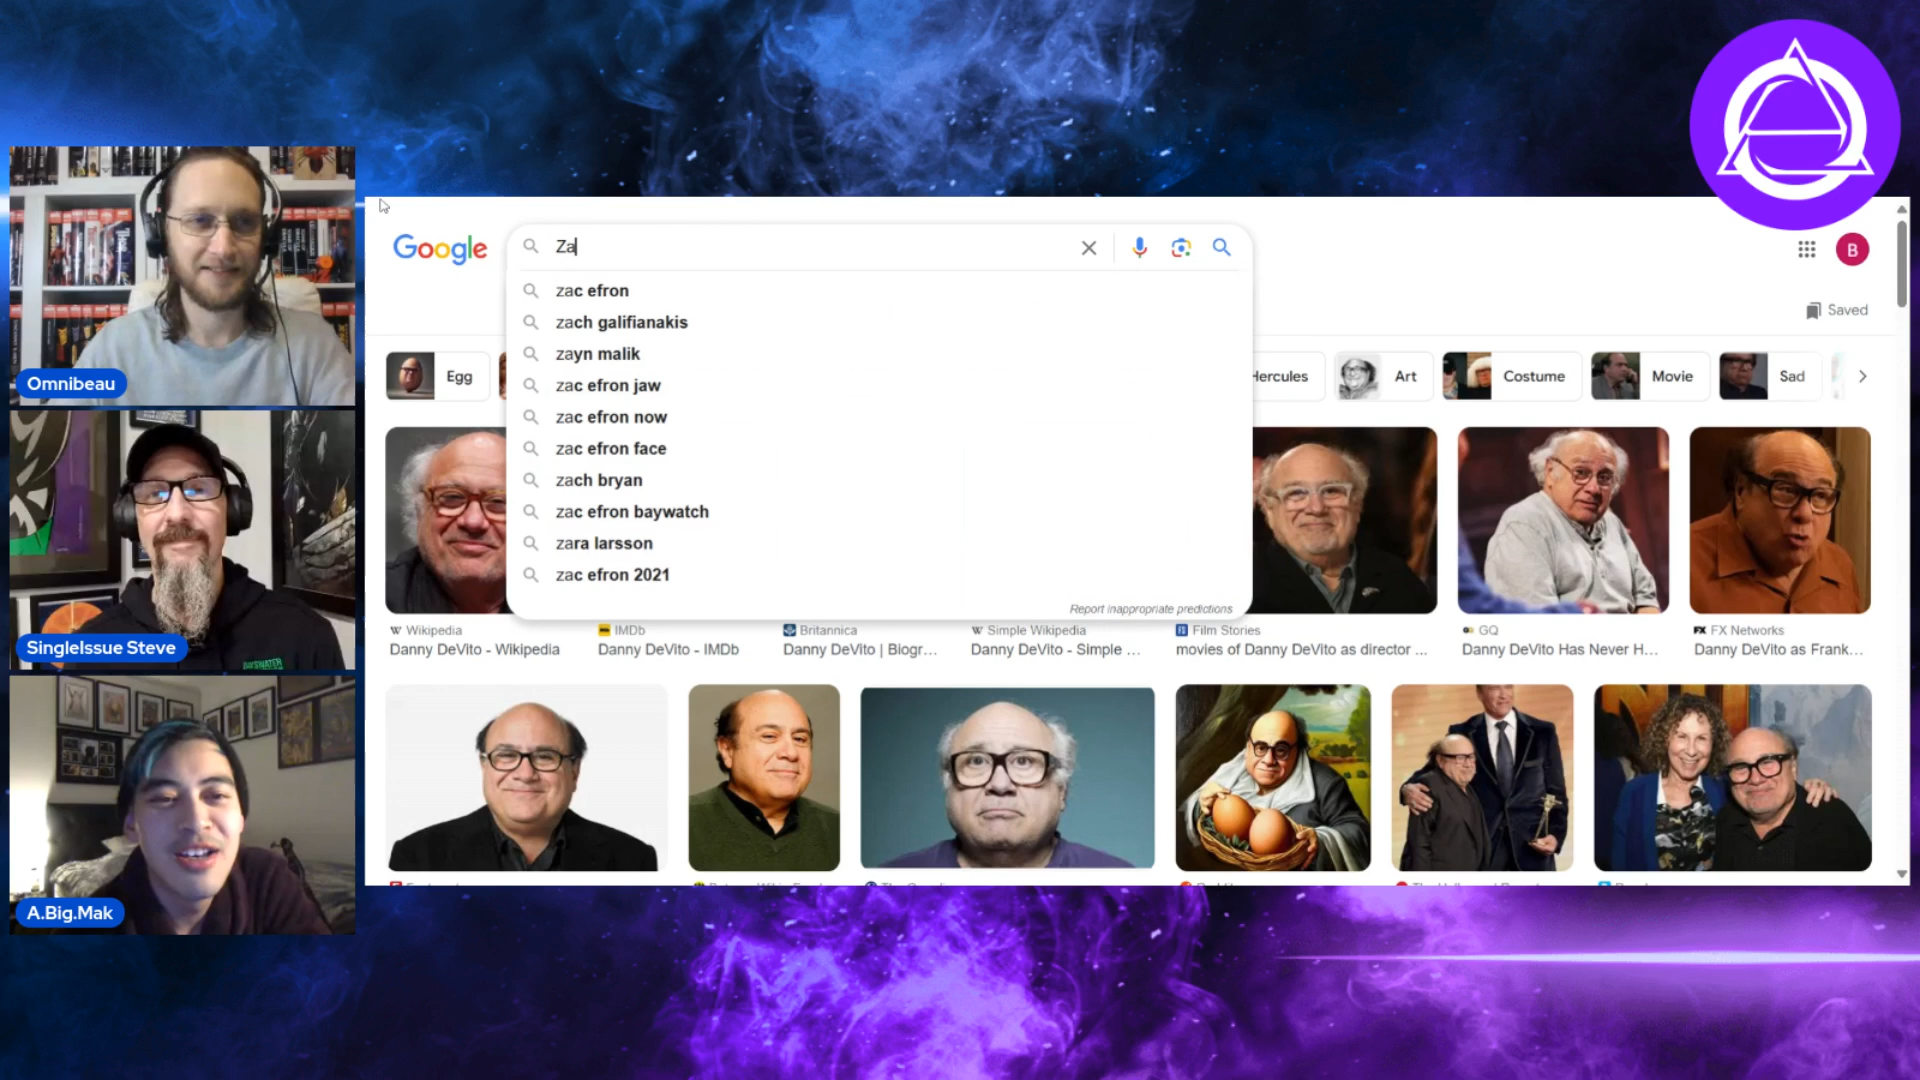 Omnibeau
SingleIssue Steve
BAYSWATER
A.Big.Mak
Google
Za
zac efron
zach galifianakis
zayn malik
zac efron jaw
zac efron now
zac efron face
zach bryan
zac efron baywatch
zara larsson
zac efron 2021
Report inappropriate predictions
B
Saved
Egg
Hercules
Art
Costume
Movie
Sad
W Wikipedia
Danny DeVito - Wikipedia
IMDb
Danny DeVito - IMDb
Britannica
Danny DeVito | Biogr...
W Simple Wikipedia
Danny DeVito - Simple ...
Film Stories
movies of Danny DeVito as director ...
GQ
Danny DeVito Has Never H...
FX FX Networks
Danny DeVito as Frank...